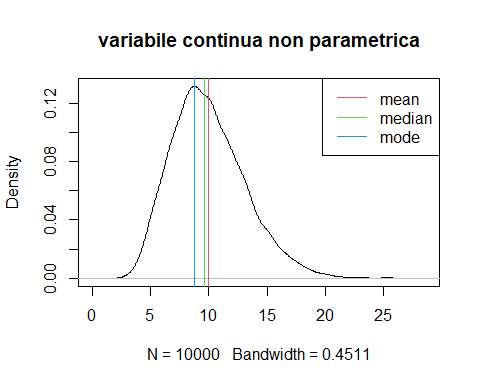 variabile continua non parametrica
mean
median
mode
Density
0.12
0.08
0.04
0.00
0 5 10 15 20 25
N = 10000 Bandwidth = 0.4511